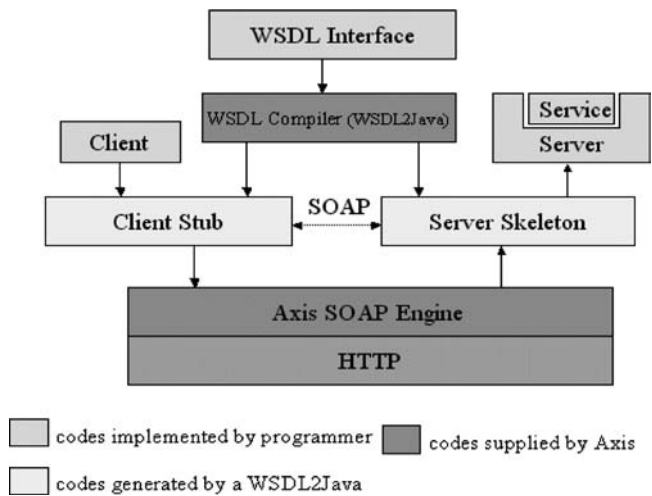 WSDL Interface
WSDL Compiler (WSDL2Java)
Service
Client
Server
SOAP
Client Stub
Server Skeleton
Axis SOAP Engine
HTTP
codes implemented by programmer
codes supplied by Axis
codes generated by a WSDL2Java